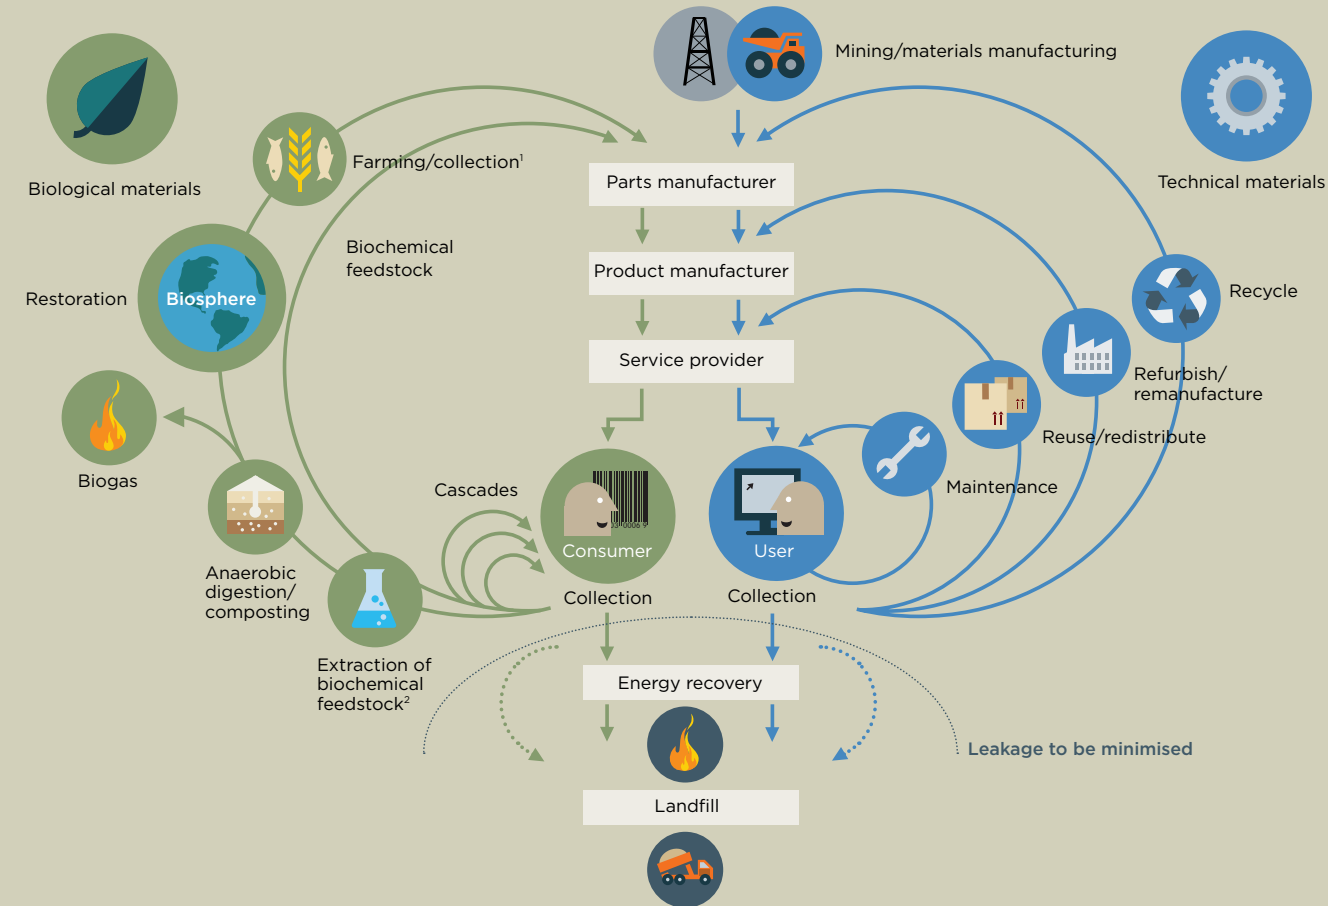 Mining/materials manufacturing
Biological materials
Technical materials
Farming/collection¹
Parts manufacturer
Biochemical
feedstock
Product manufacturer
Restoration
Biosphere
Recycle
Service provider
Refurbish/
remanufacture
Reuse/redistribute
Biogas
Cascades
Maintenance
Consumer
User
Collection
Collection
Anaerobic
digestion/
composting
Extraction of
biochemical
feedstock²
Energy recovery
Leakage to be minimised
Landfill